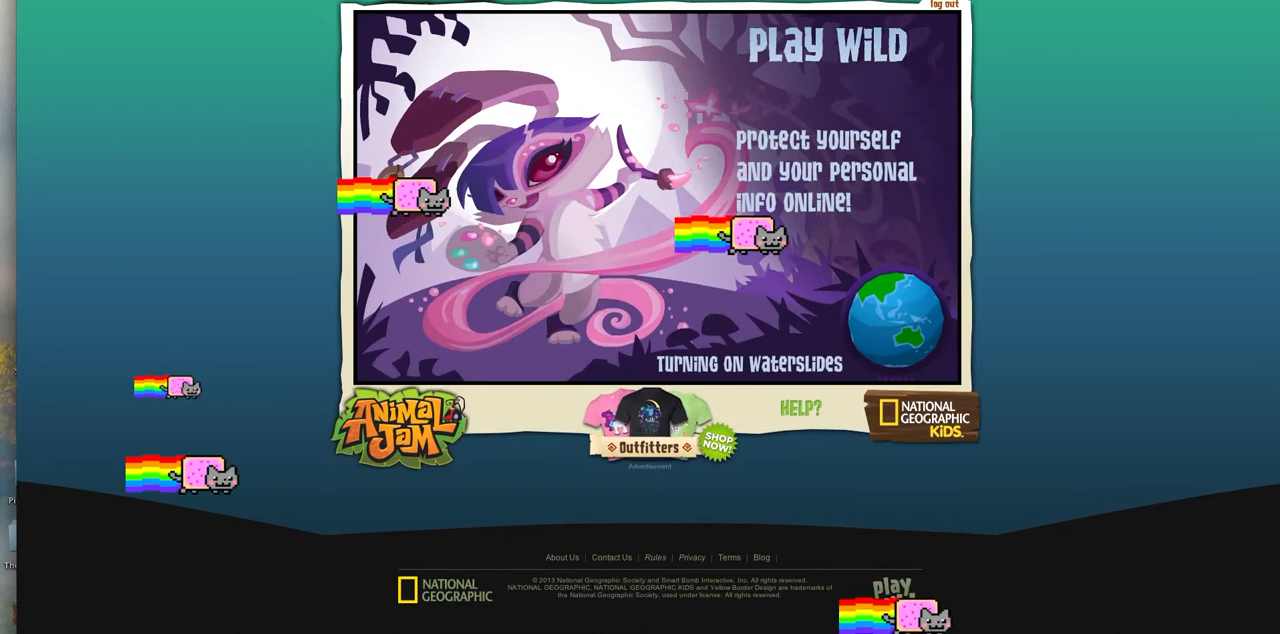 log out
PLAY WILD
PROTECT YOURSELF
AND YOUR PERSONAL
INFO ONLINE!
TURNING ON WATERSLIDES
ANIMAL
JAM
Outfitters
SHOP
NOW!
Advertisement
HELP?
NATIONAL
GEOGRAPHIC
KiDS
About Us | Contact Us | Rules | Privacy | Terms | Blog |
NATIONAL
GEOGRAPHIC
© 2013 National Geographic Society and Smart Bomb Interactive, Inc. All rights reserved.
NATIONAL GEOGRAPHIC, NATIONAL GEOGRAPHIC KIDS and Yellow Border Design are trademarks of
the National Geographic Society, used under license. All rights reserved.
play